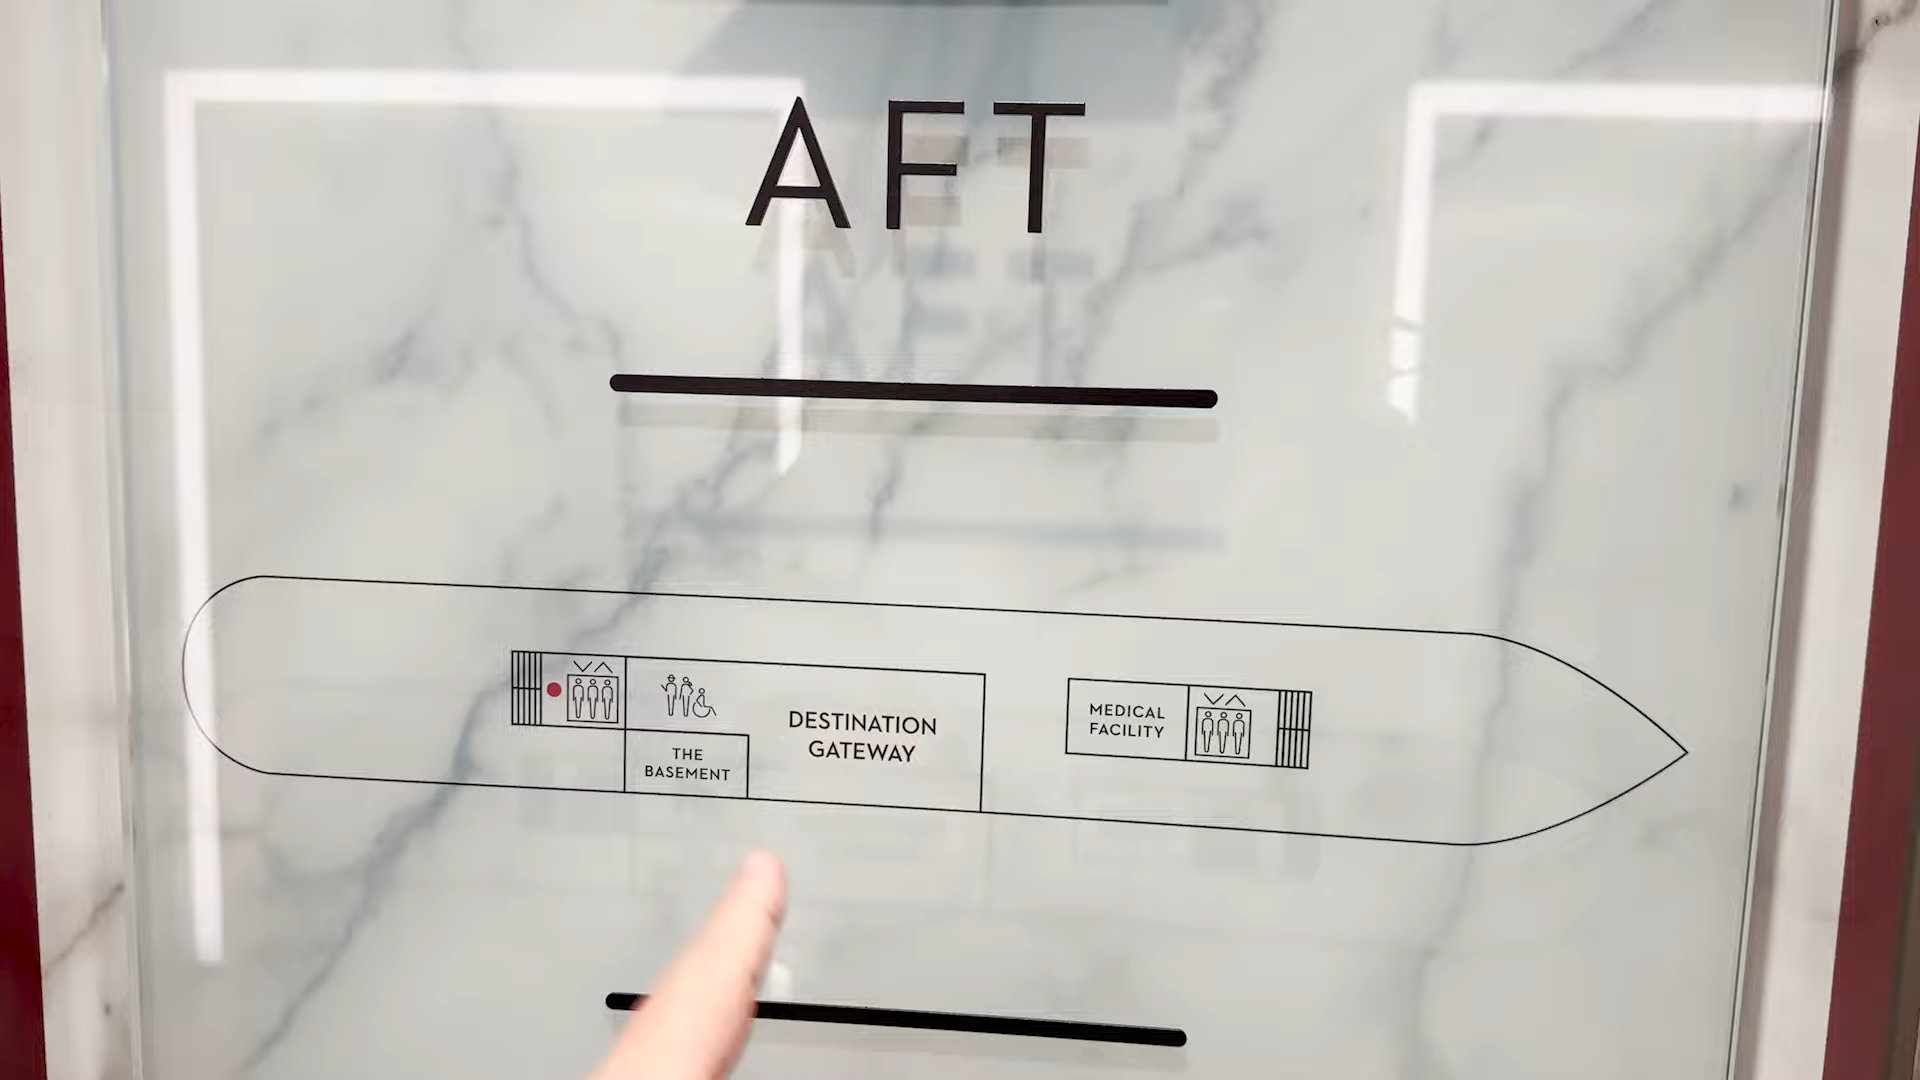 AFT
DESTINATION
GATEWAY
THE
BASEMENT
MEDICAL
FACILITY